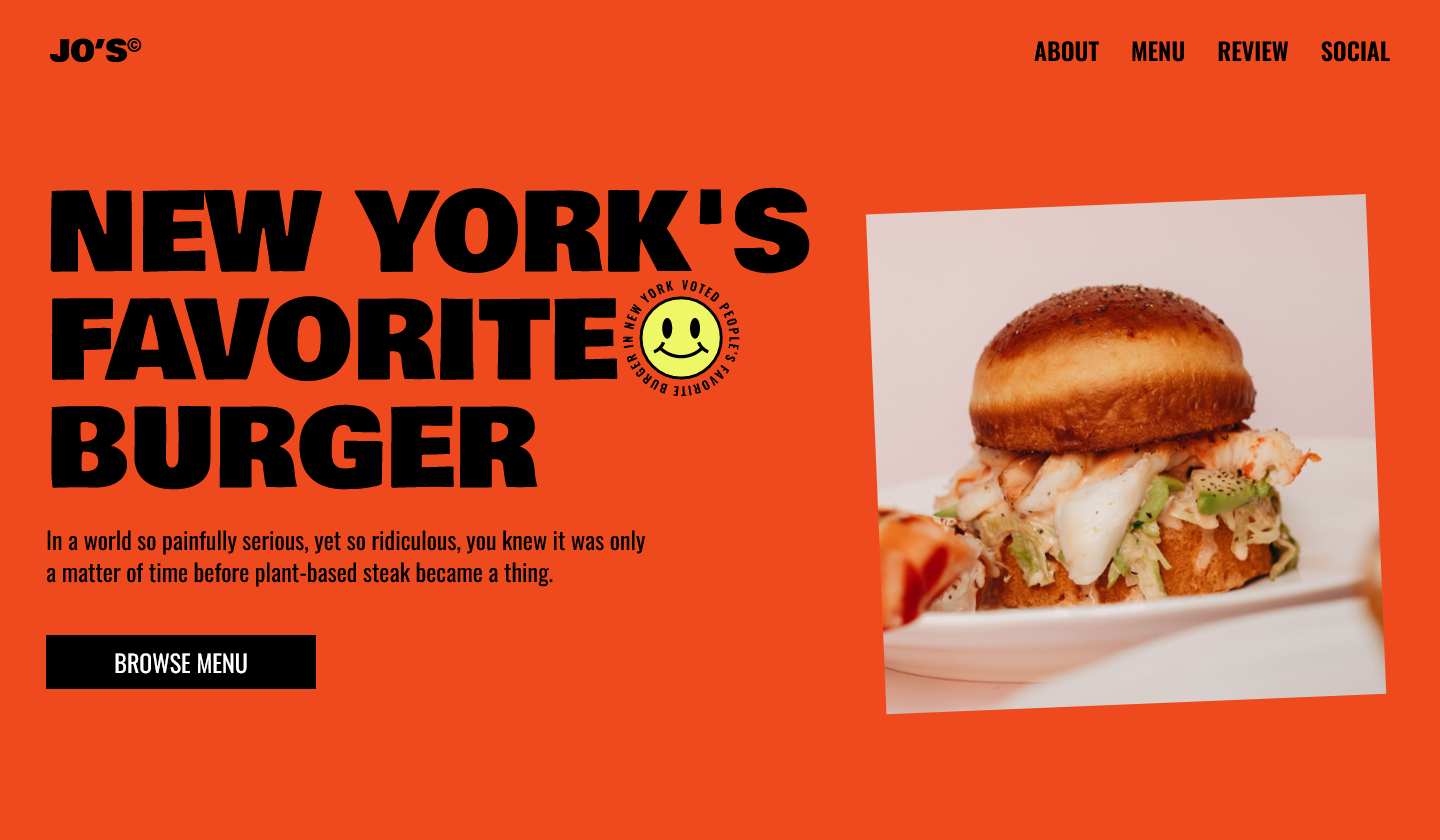 JO’S©
ABOUT MENU REVIEW SOCIAL
NEW YORK'S
FAVORITE
BURGER
VOTED PEOPLE'S FAVORITE BURGER IN NEW YORK
In a world so painfully serious, yet so ridiculous, you knew it was only
a matter of time before plant-based steak became a thing.
BROWSE MENU